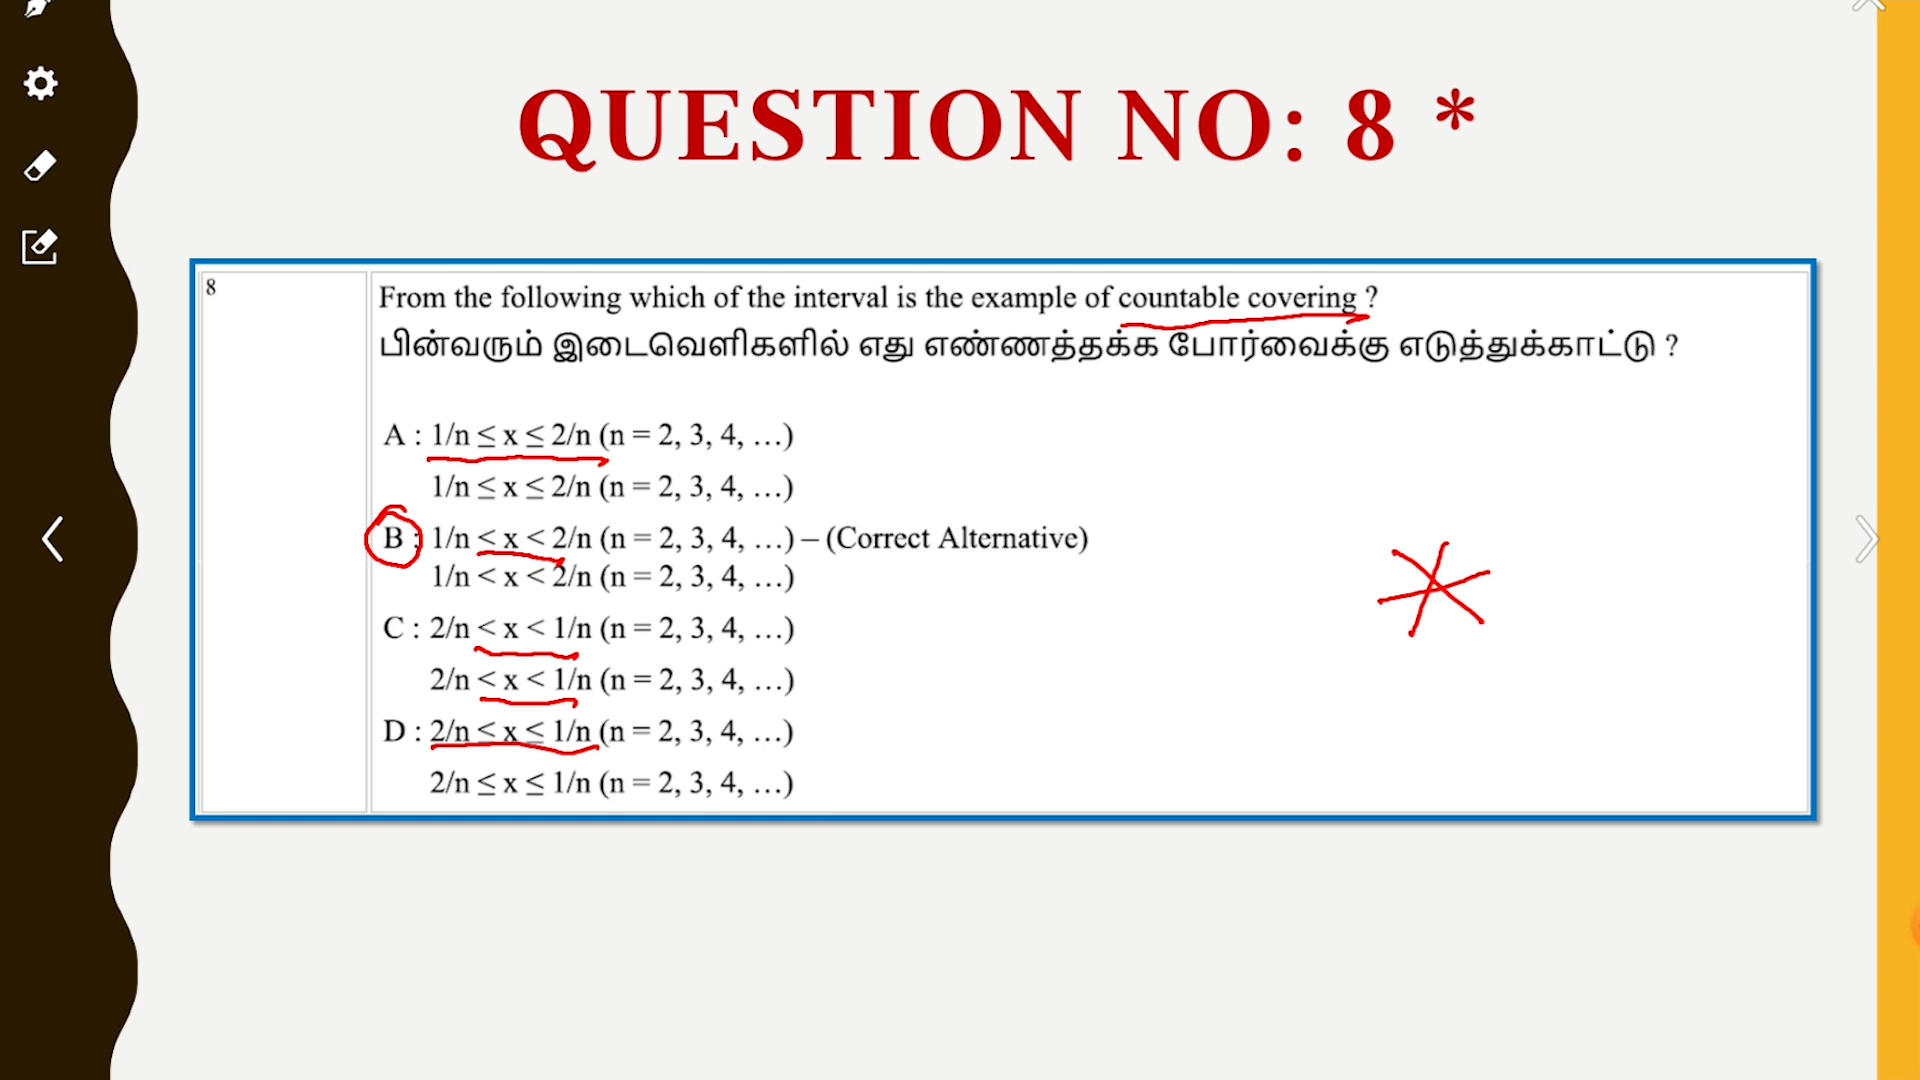 QUESTION NO: 8 *
8
From the following which of the interval is the example of countable covering ?
பின்வரும் இடைவெளிகளில் எது எண்ணத்தக்க போர்வைக்கு எடுத்துக்காட்டு ?
A : 1/n ≤ x ≤ 2/n (n = 2, 3, 4, …)
1/n ≤ x ≤ 2/n (n = 2, 3, 4, …)
B : 1/n < x < 2/n (n = 2, 3, 4, …) – (Correct Alternative)
1/n < x < 2/n (n = 2, 3, 4, …)
C : 2/n < x < 1/n (n = 2, 3, 4, …)
2/n < x < 1/n (n = 2, 3, 4, …)
D : 2/n ≤ x ≤ 1/n (n = 2, 3, 4, …)
2/n ≤ x ≤ 1/n (n = 2, 3, 4, …)